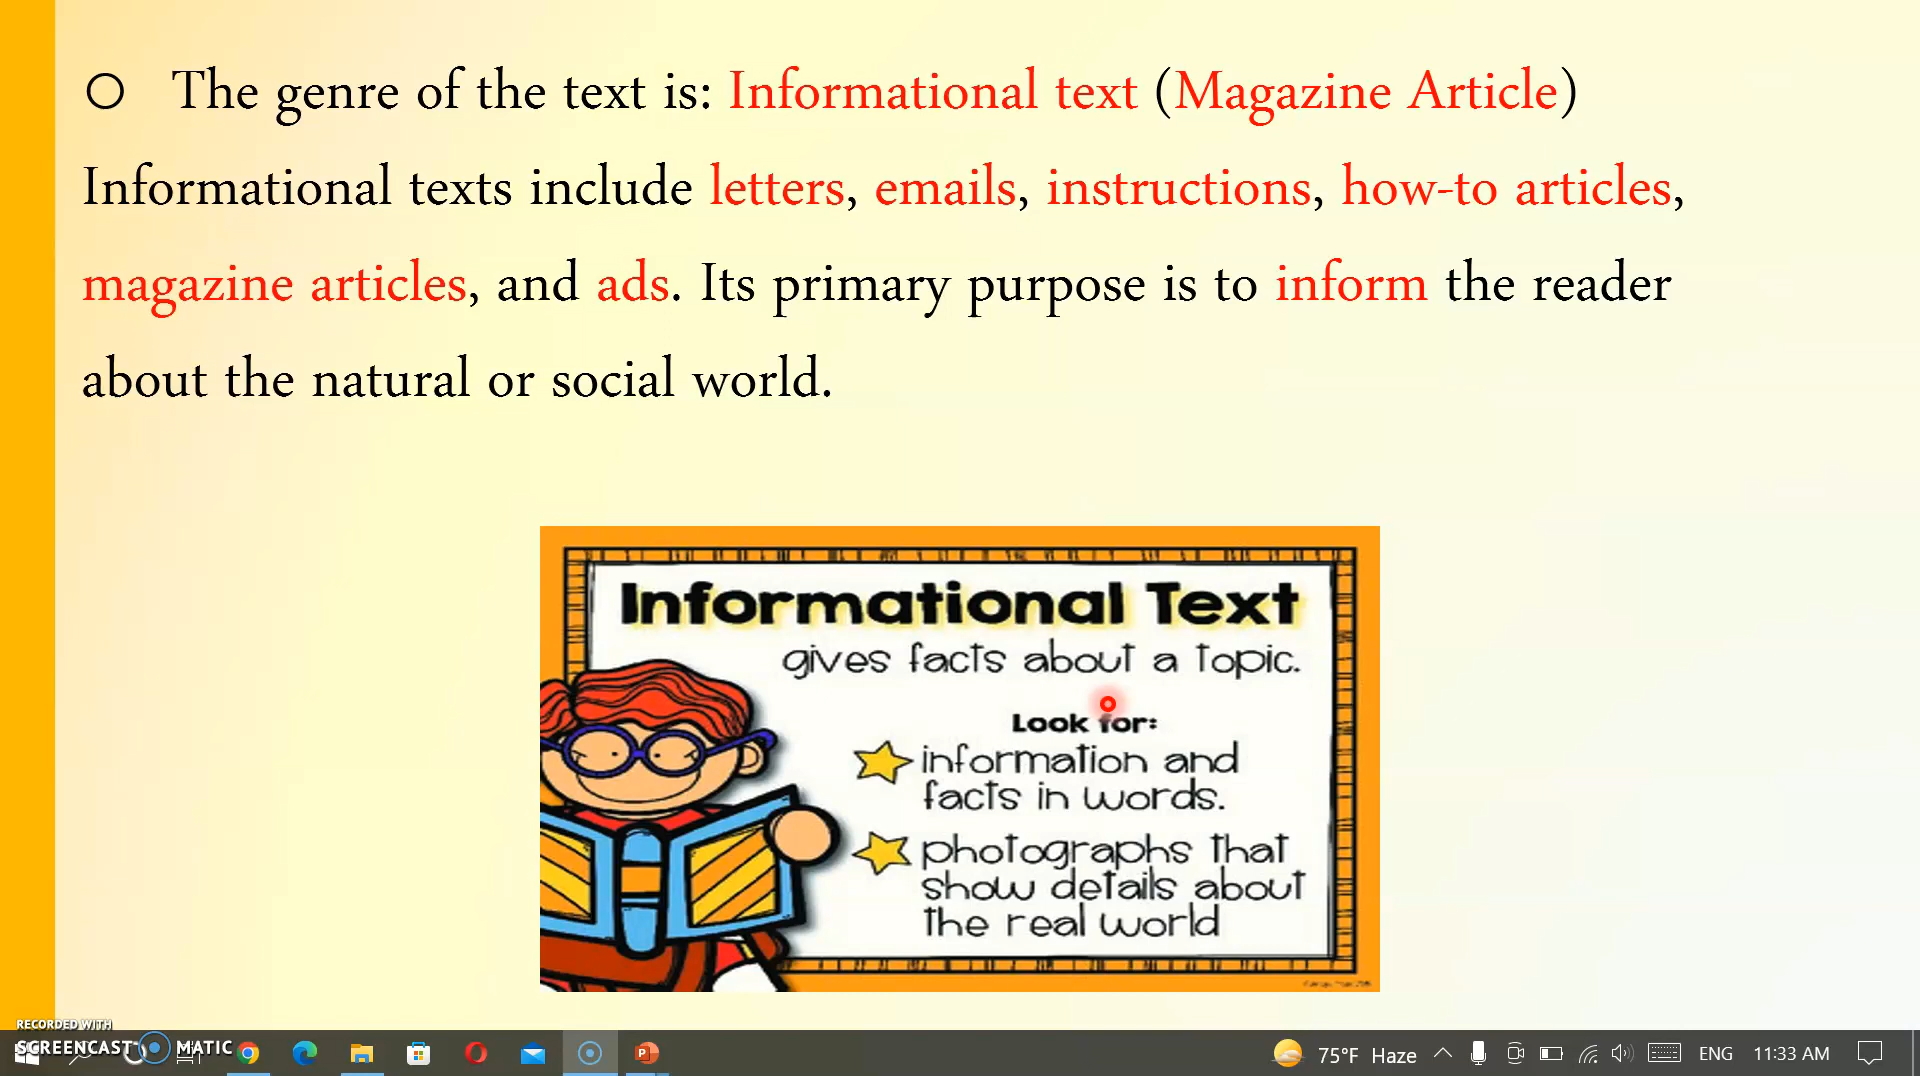 The genre of the text is: Informational text (Magazine Article)
Informational texts include letters, emails, instructions, how-to articles,
magazine articles, and ads. Its primary purpose is to inform the reader
about the natural or social world.
Informational Text
gives facts about a topic.
Look for:
information and
facts in words.
photographs that
show details about
the real world
RECORDED WITH
SCREENCAST MATIC
75°F Haze
ENG
11:33 AM